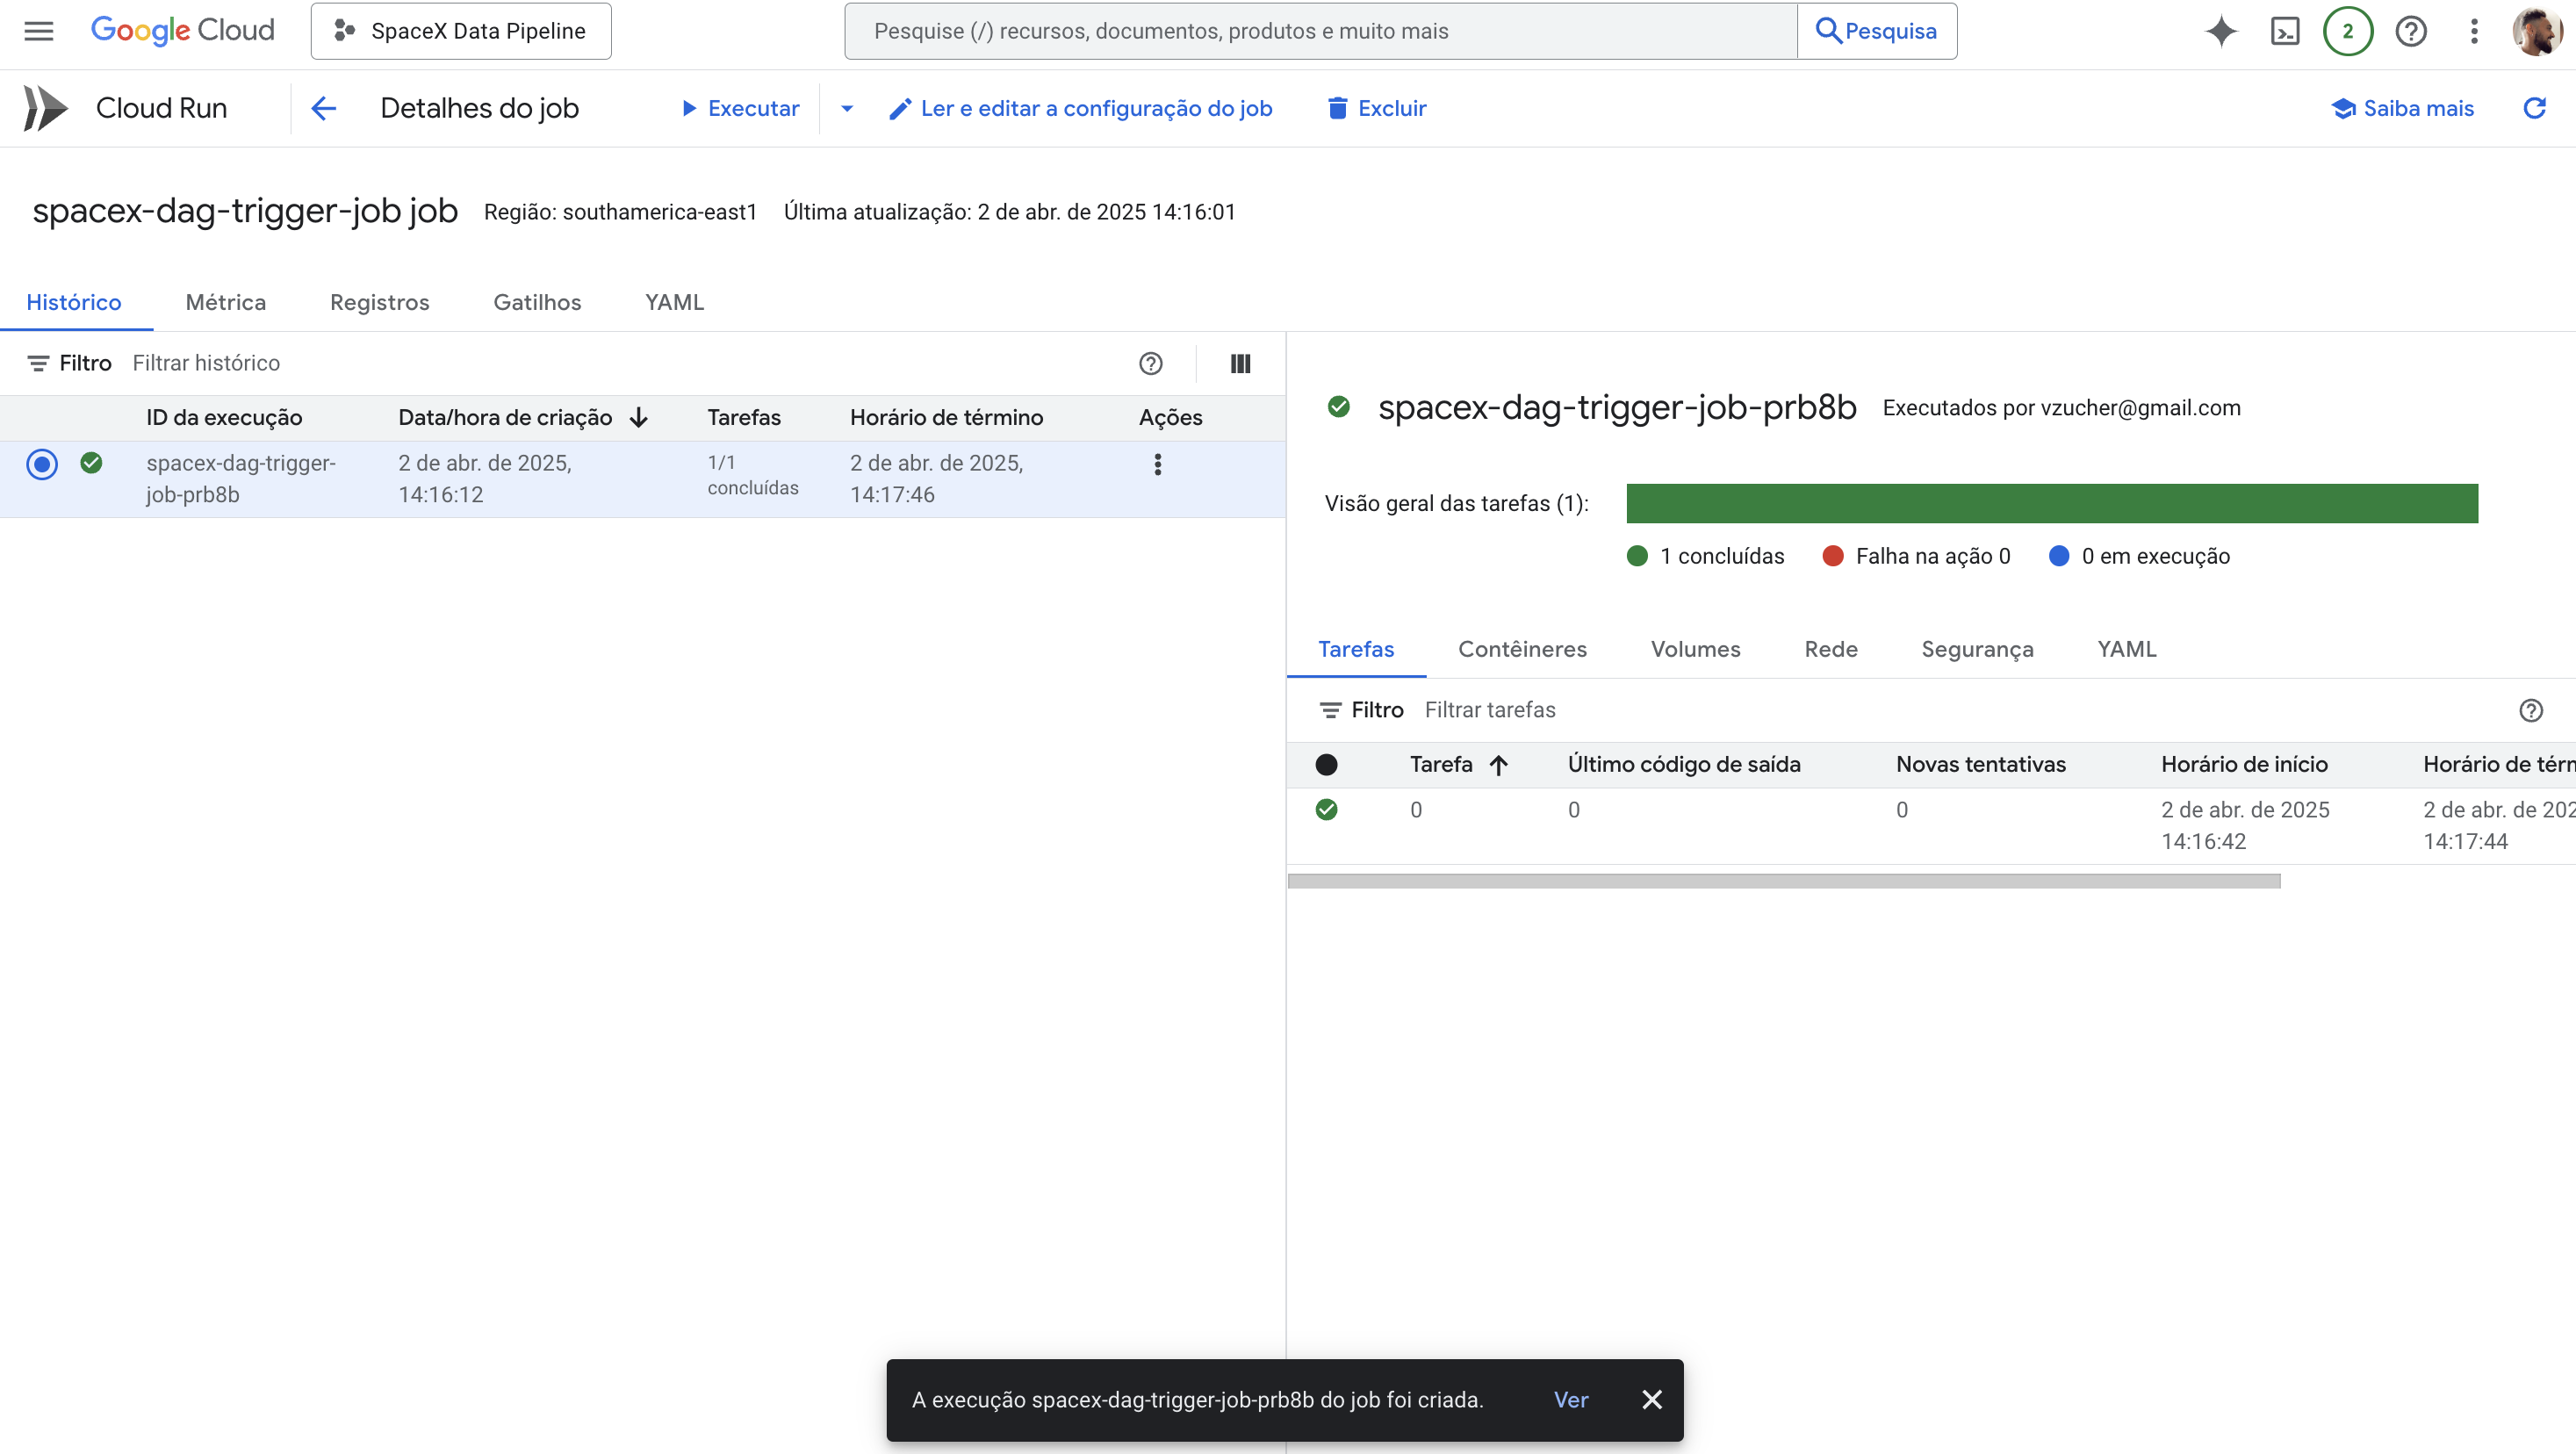 Google Cloud
SpaceX Data Pipeline
Pesquise (/) recursos, documentos, produtos e muito mais
Pesquisa
2
Cloud Run
Detalhes do job
Executar
Ler e editar a configuração do job
Excluir
Saiba mais
spacex-dag-trigger-job job
Região: southamerica-east1
Última atualização: 2 de abr. de 2025 14:16:01
Histórico
Métrica
Registros
Gatilhos
YAML
Filtro
Filtrar histórico
ID da execução
Data/hora de criação
Tarefas
Horário de término
Ações
spacex-dag-trigger-
job-prb8b
2 de abr. de 2025,
14:16:12
1/1
concluídas
2 de abr. de 2025,
14:17:46
spacex-dag-trigger-job-prb8b
Executados por vzucher@gmail.com
Visão geral das tarefas (1):
1 concluídas
Falha na ação 0
0 em execução
Tarefas
Contêineres
Volumes
Rede
Segurança
YAML
Filtro
Filtrar tarefas
Tarefa
Último código de saída
Novas tentativas
Horário de início
Horário de térm
0
0
0
2 de abr. de 2025
14:16:42
2 de abr. de 202
14:17:44
A execução spacex-dag-trigger-job-prb8b do job foi criada.
Ver